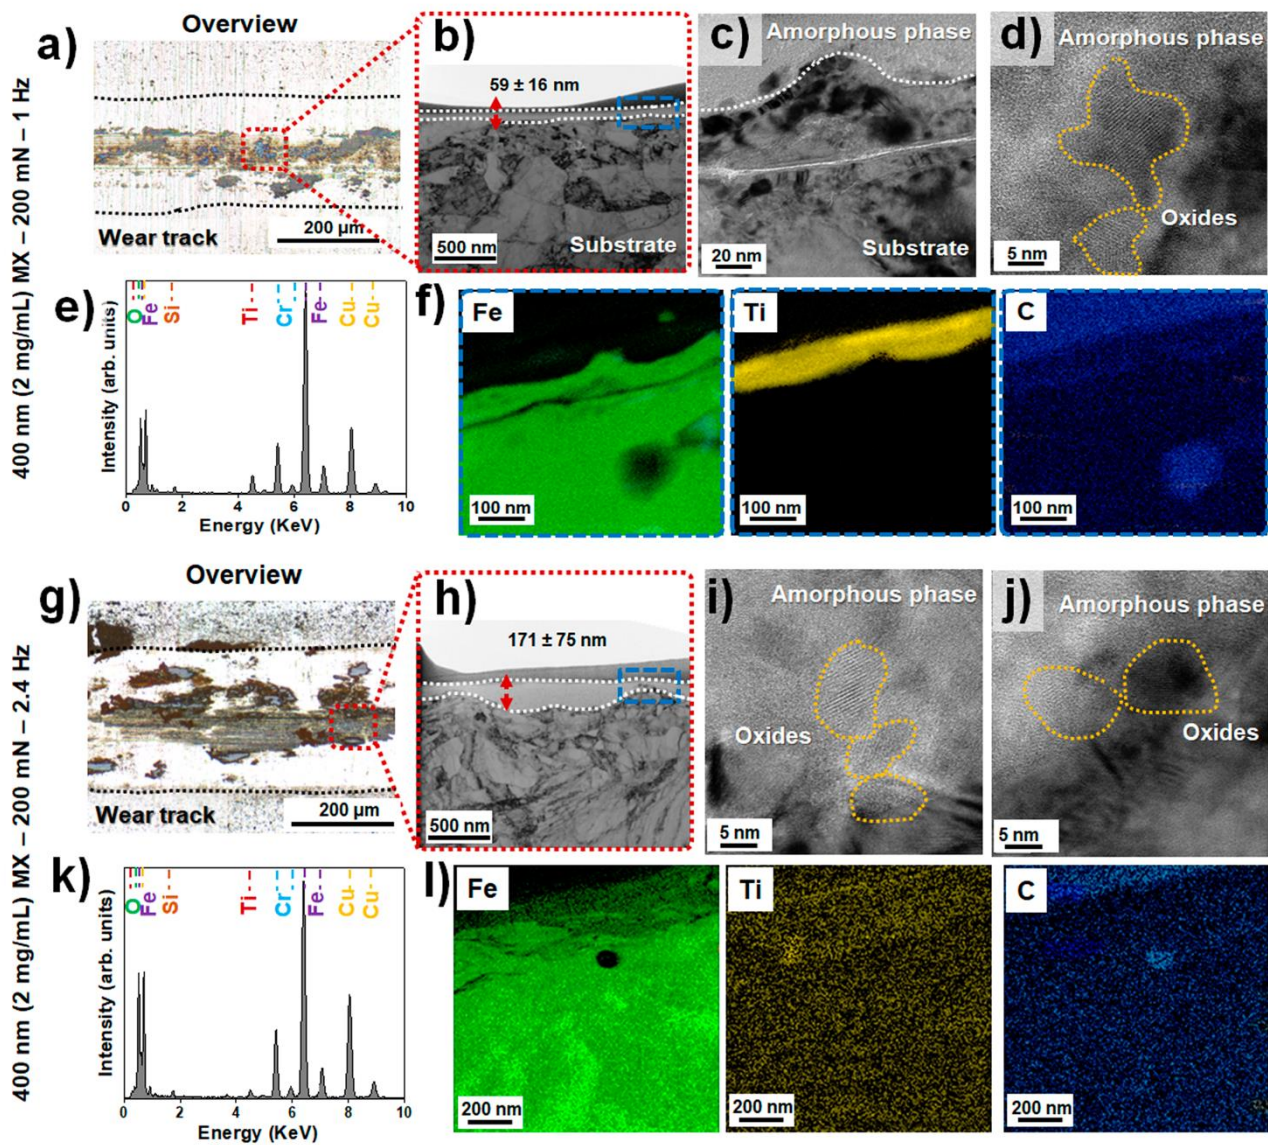 400 nm (2 mg/mL) MX – 200 mN – 1 Hz
a)
Overview
Wear track
200 µm
b)
59 ± 16 nm
500 nm
Substrate
c)
Amorphous phase
20 nm
Substrate
d)
Amorphous phase
Oxides
5 nm
e)
Intensity (arb. units)
O
Fe
Si
Ti
Cr
Fe
Cu
Cu
0 2 4 6 8 10
Energy (KeV)
f)
Fe
100 nm
Ti
100 nm
C
100 nm
400 nm (2 mg/mL) MX – 200 mN – 2.4 Hz
g)
Overview
Wear track
200 µm
h)
171 ± 75 nm
500 nm
i)
Amorphous phase
Oxides
5 nm
j)
Amorphous phase
Oxides
5 nm
k)
Intensity (arb. units)
O
Fe
Si
Ti
Cr
Fe
Cu
Cu
0 2 4 6 8 10
Energy (KeV)
l)
Fe
200 nm
Ti
200 nm
C
200 nm